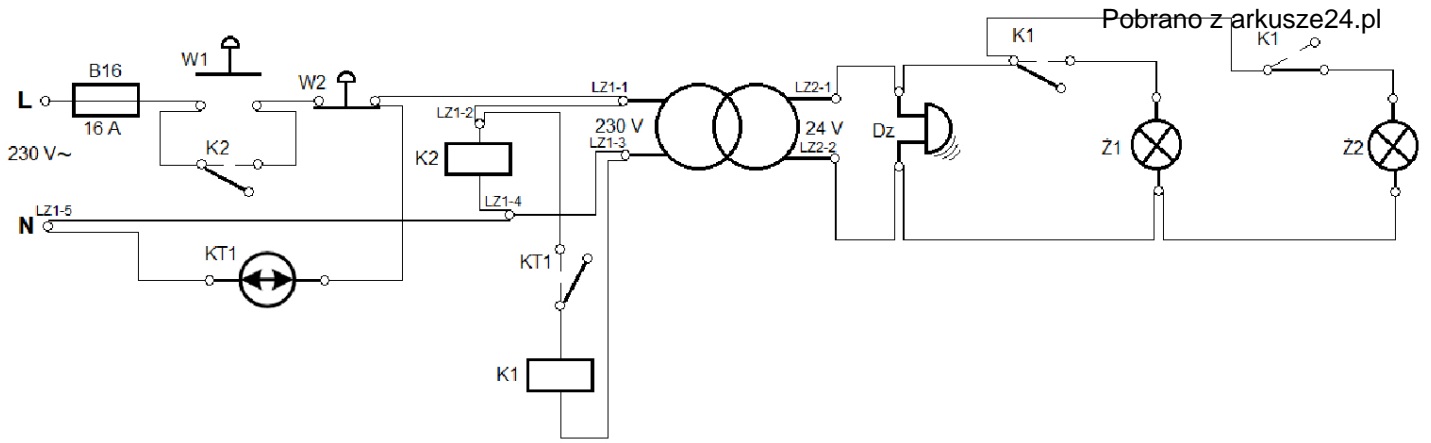 Pobrano z arkusze24.pl
K1
K1
W1
B16
W2
LZ1-1
LZ2-1
L
16 A
LZ1-2
230 V
24 V
Dz
Ż1
Ż2
LZ1-3
LZ2-2
230 V~
K2
K2
LZ1-4
LZ1-5
N
KT1
KT1
K1